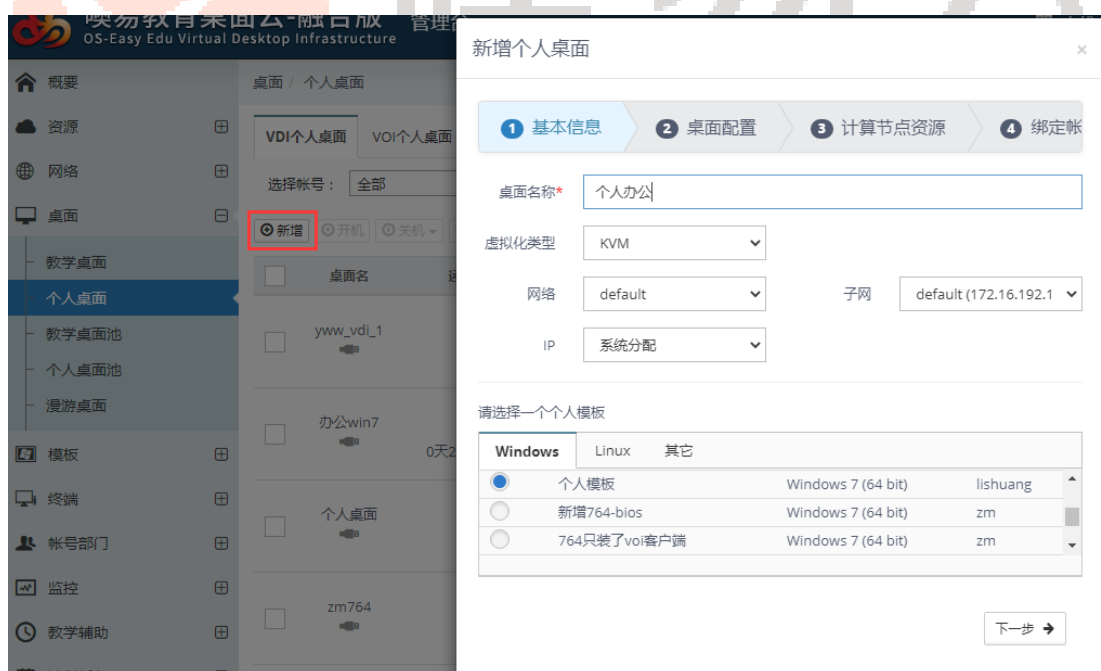 噢易教育桌面云-融合版 管理台
OS-Easy Edu Virtual Desktop Infrastructure
概要
资源
网络
桌面
教学桌面
个人桌面
教学桌面池
个人桌面池
漫游桌面
模板
终端
帐号部门
监控
教学辅助
桌面 / 个人桌面
VDI个人桌面 VOI个人桌面
选择帐号： 全部
新增 开机 关机
桌面名
yww_vdi_1
办公win7
0天2
个人桌面
zm764
新增个人桌面 ×
1 基本信息 2 桌面配置 3 计算节点资源 4 绑定帐
桌面名称* 个人办公
虚拟化类型 KVM
网络 default 子网 default (172.16.192.1
IP 系统分配
请选择一个个人模板
Windows Linux 其它
个人模板 Windows 7 (64 bit) lishuang
新增764-bios Windows 7 (64 bit) zm
764只装了voi客户端 Windows 7 (64 bit) zm
下一步